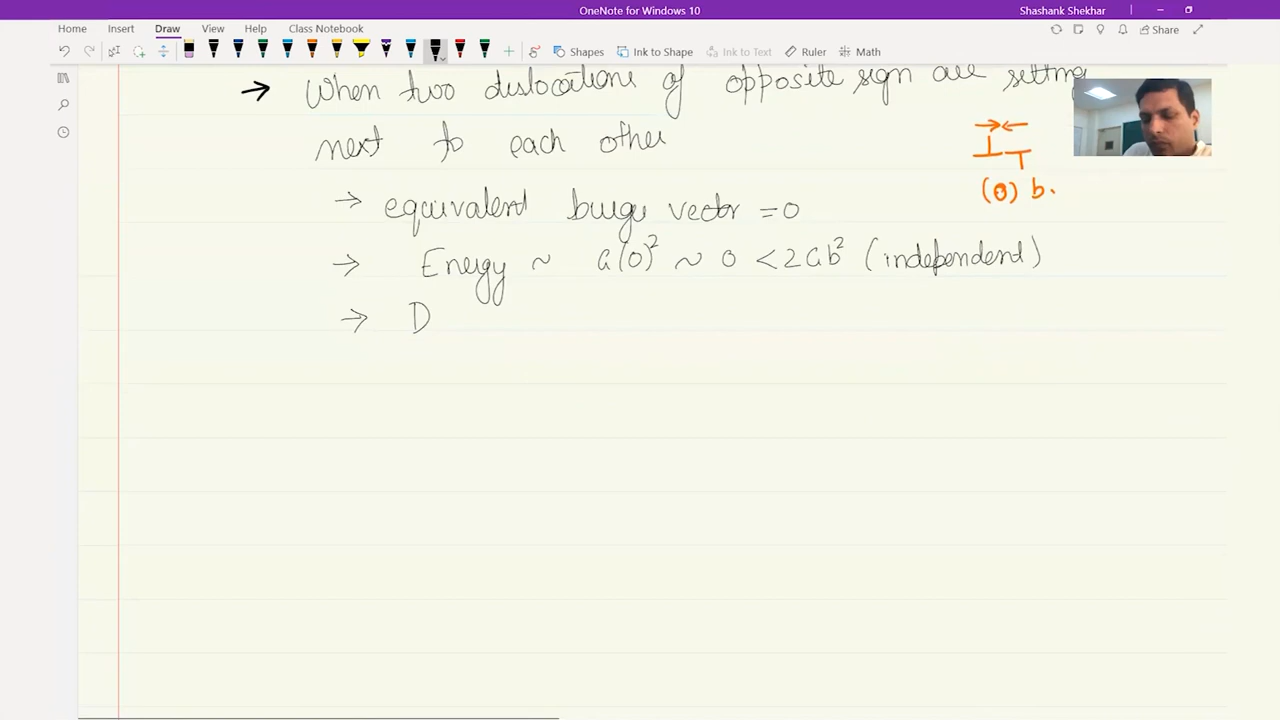 OneNote for Windows 10
Shashank Shekhar
Home Insert Draw View Help Class Notebook
Share
Shapes Ink to Shape Ink to Text Ruler Math
→ When two dislocations of opposite sign are setting
next to each other
(0) b.
→ equivalent burge vector = 0
→ Energy ~ a(0)² ~ 0 < 2ab² (independent)
→ D